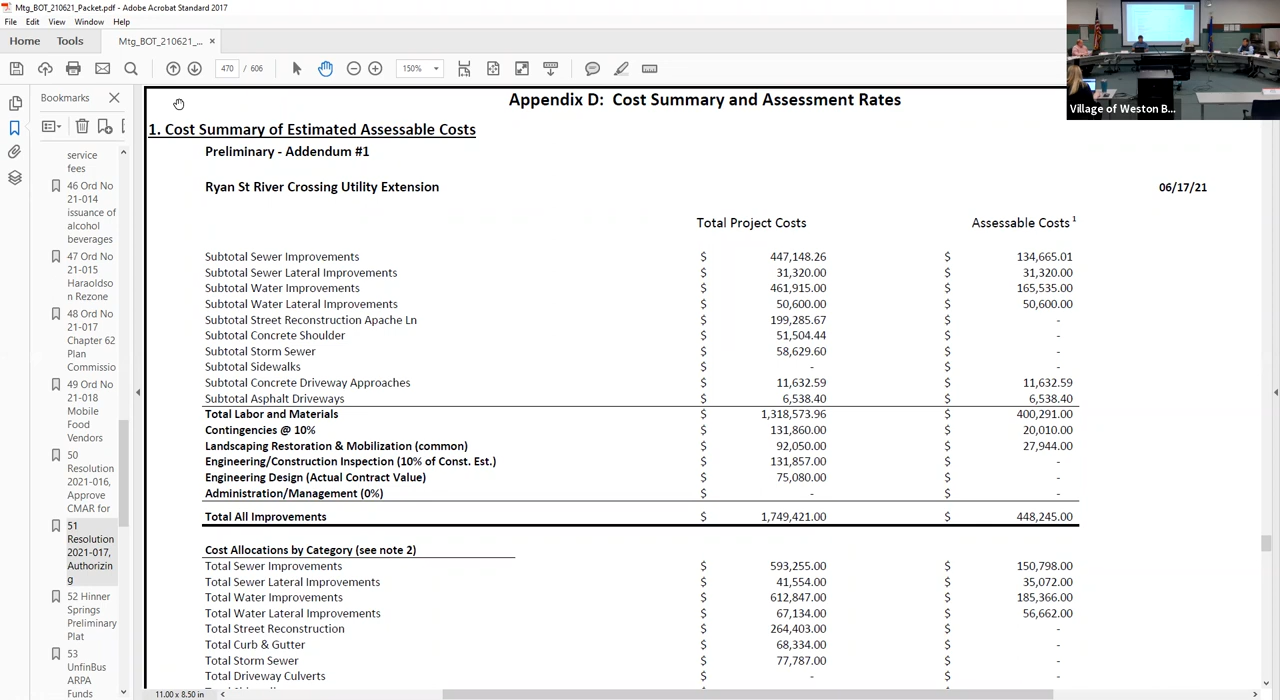 Mtg_BOT_210621_Packet.pdf - Adobe Acrobat Standard 2017
File Edit View Window Help
Home Tools Mtg_BOT_210621_... ×
470 / 606 150%
Bookmarks
service
fees
46 Ord No
21-014
issuance of
alcohol
beverages
47 Ord No
21-015
Haraoldso
n Rezone
48 Ord No
21-017
Chapter 62
Plan
Commissio
49 Ord No
21-018
Mobile
Food
Vendors
50
Resolution
2021-016,
Approve
CMAR for
51
Resolution
2021-017,
Authorizin
g
52 Hinner
Springs
Preliminary
Plat
53
UnfinBus
ARPA
Funds
Village of Weston B...
Appendix D: Cost Summary and Assessment Rates
1. Cost Summary of Estimated Assessable Costs
Preliminary - Addendum #1
Ryan St River Crossing Utility Extension 06/17/21
Total Project Costs Assessable Costs 1
Subtotal Sewer Improvements $ 447,148.26 $ 134,665.01
Subtotal Sewer Lateral Improvements $ 31,320.00 $ 31,320.00
Subtotal Water Improvements $ 461,915.00 $ 165,535.00
Subtotal Water Lateral Improvements $ 50,600.00 $ 50,600.00
Subtotal Street Reconstruction Apache Ln $ 199,285.67 $ -
Subtotal Concrete Shoulder $ 51,504.44 $ -
Subtotal Storm Sewer $ 58,629.60 $ -
Subtotal Sidewalks $ - $ -
Subtotal Concrete Driveway Approaches $ 11,632.59 $ 11,632.59
Subtotal Asphalt Driveways $ 6,538.40 $ 6,538.40
Total Labor and Materials $ 1,318,573.96 $ 400,291.00
Contingencies @ 10% $ 131,860.00 $ 20,010.00
Landscaping Restoration & Mobilization (common) $ 92,050.00 $ 27,944.00
Engineering/Construction Inspection (10% of Const. Est.) $ 131,857.00 $ -
Engineering Design (Actual Contract Value) $ 75,080.00 $ -
Administration/Management (0%) $ - $ -
Total All Improvements $ 1,749,421.00 $ 448,245.00
Cost Allocations by Category (see note 2)
Total Sewer Improvements $ 593,255.00 $ 150,798.00
Total Sewer Lateral Improvements $ 41,554.00 $ 35,072.00
Total Water Improvements $ 612,847.00 $ 185,366.00
Total Water Lateral Improvements $ 67,134.00 $ 56,662.00
Total Street Reconstruction $ 264,403.00 $ -
Total Curb & Gutter $ 68,334.00 $ -
Total Storm Sewer $ 77,787.00 $ -
Total Driveway Culverts $ - $ -
11.00 x 8.50 in